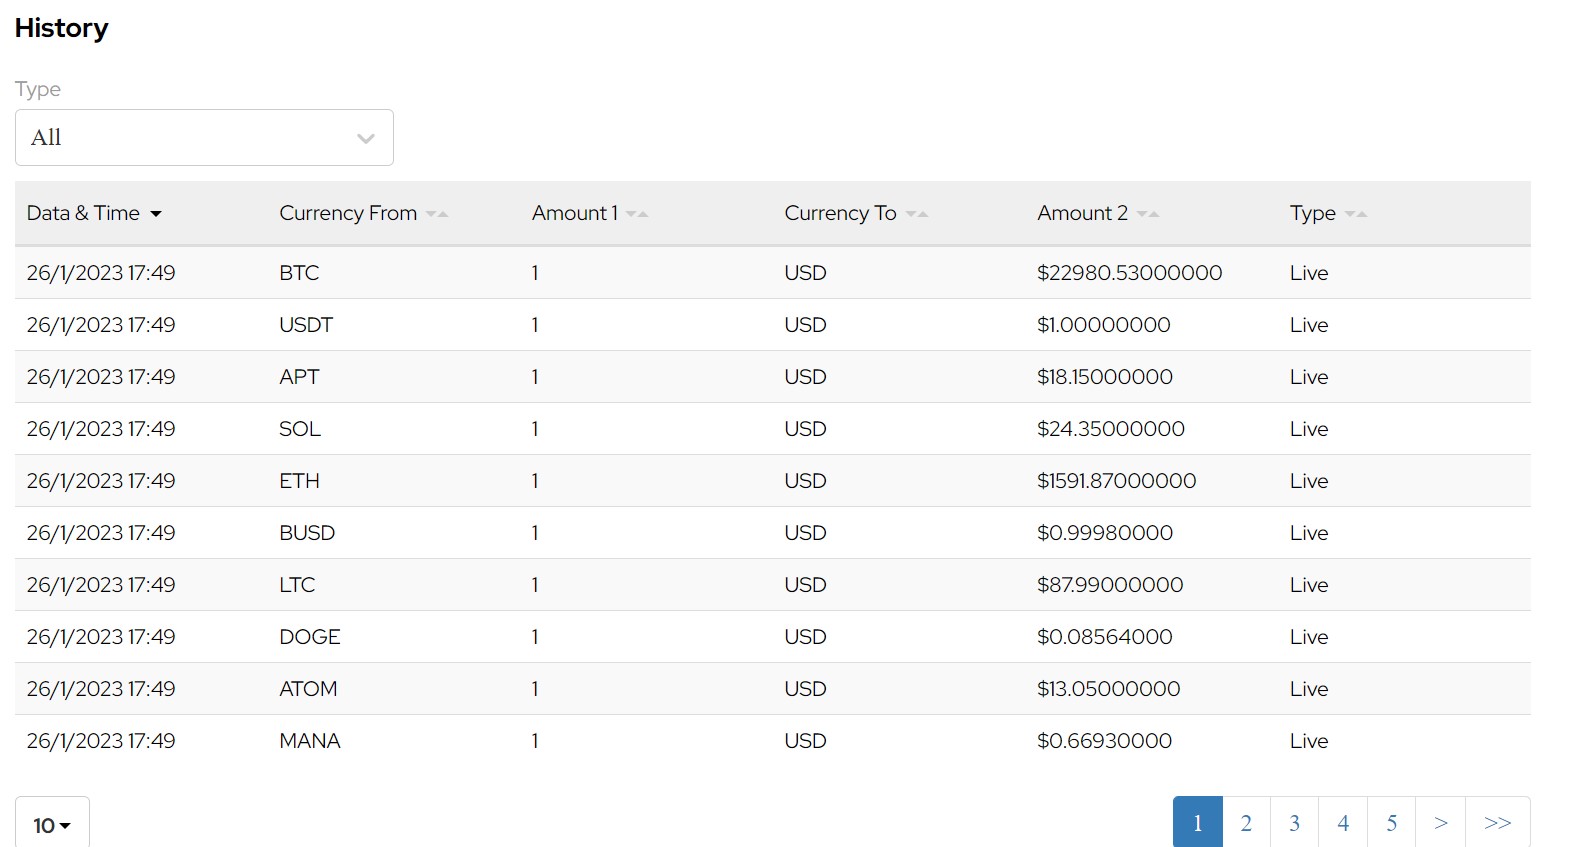 History
Type
All
Data & Time Currency From Amount 1 Currency To Amount 2 Type
26/1/2023 17:49 BTC 1 USD $22980.53000000 Live
26/1/2023 17:49 USDT 1 USD $1.00000000 Live
26/1/2023 17:49 APT 1 USD $18.15000000 Live
26/1/2023 17:49 SOL 1 USD $24.35000000 Live
26/1/2023 17:49 ETH 1 USD $1591.87000000 Live
26/1/2023 17:49 BUSD 1 USD $0.99980000 Live
26/1/2023 17:49 LTC 1 USD $87.99000000 Live
26/1/2023 17:49 DOGE 1 USD $0.08564000 Live
26/1/2023 17:49 ATOM 1 USD $13.05000000 Live
26/1/2023 17:49 MANA 1 USD $0.66930000 Live
10 1 2 3 4 5 > >>